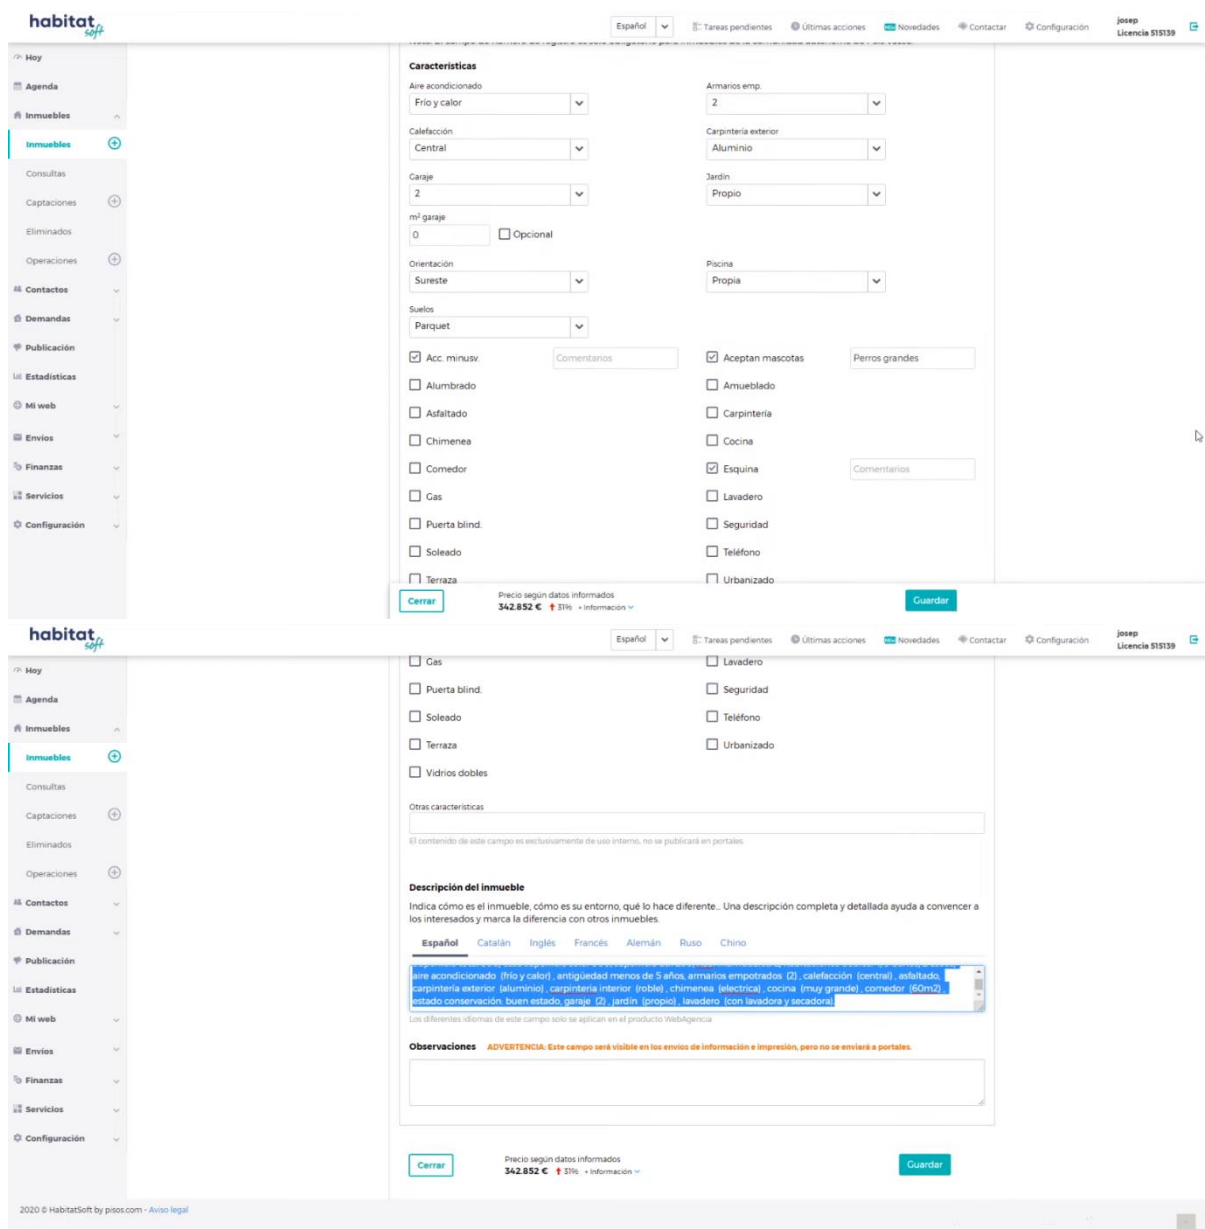 habitat soft
Español
Tareas pendientes
Últimas acciones
Novedades
Contactar
Configuración
josep
Licencia 515139
Hoy
Agenda
Inmuebles
Inmuebles
Consultas
Captaciones
Eliminados
Operaciones
Contactos
Demandas
Publicación
Estadísticas
Mi web
Envíos
Finanzas
Servicios
Configuración
Características
Aire acondicionado
Armarios emp.
Frío y calor
2
Calefacción
Carpintería exterior
Central
Aluminio
Garaje
Jardín
2
Propio
m² garaje
0
Opcional
Orientación
Piscina
Sureste
Propia
Suelos
Parquet
Acc. minusv.
Comentarios
Aceptan mascotas
Perros grandes
Alumbrado
Amueblado
Asfaltado
Carpintería
Chimenea
Cocina
Comedor
Esquina
Comentarios
Gas
Lavadero
Puerta blind.
Seguridad
Soleado
Teléfono
Terraza
Urbanizado
Cerrar
Precio según datos informados
342.852 € 31% + Información
Guardar
habitat soft
Español
Tareas pendientes
Últimas acciones
Novedades
Contactar
Configuración
josep
Licencia 515139
Hoy
Agenda
Inmuebles
Inmuebles
Consultas
Captaciones
Eliminados
Operaciones
Contactos
Demandas
Publicación
Estadísticas
Mi web
Envíos
Finanzas
Servicios
Configuración
Gas
Lavadero
Puerta blind.
Seguridad
Soleado
Teléfono
Terraza
Urbanizado
Vidrios dobles
Otras características
El contenido de este campo es exclusivamente de uso interno, no se publicará en portales.
Descripción del inmueble
Indica cómo es el inmueble, cómo es su entorno, qué lo hace diferente... Una descripción completa y detallada ayuda a convencer a
los interesados y marca la diferencia con otros inmuebles.
Español Catalán Inglés Francés Alemán Ruso Chino
aire acondicionado (frío y calor) , antigüedad menos de 5 años, armarios empotrados (2) , calefacción (central) , asfaltado,
carpintería exterior (aluminio) , carpinteria interior (roble) , chimenea (electrica) , cocina (muy grande) , comedor (60m2) ,
estado conservación: buen estado, garaje (2) , jardín (propio) , lavadero (con lavadora y secadora).
Los diferentes idiomas de este campo solo se aplican en el producto WebAgencia
Observaciones ADVERTENCIA: Este campo será visible en los envíos de información e impresión, pero no se enviará a portales.
Cerrar
Precio según datos informados
342.852 € 31% + Información
Guardar
2020 © HabitatSoft by pisos.com - Aviso legal